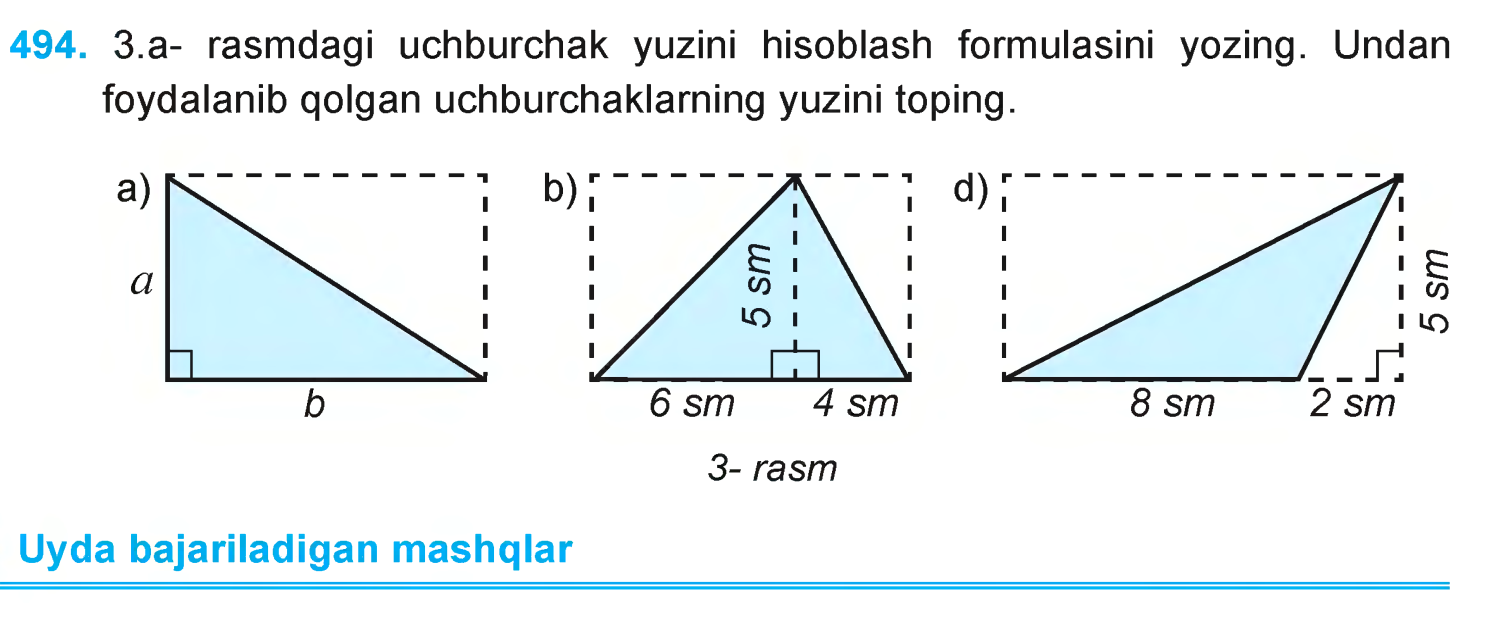 494. 3.a- rasmdagi uchburchak yuzini hisoblash formulasini yozing. Undan
foydalanib qolgan uchburchaklarning yuzini toping.
a)
a
b
b)
5 sm
6 sm
4 sm
d)
5 sm
8 sm
2 sm
3- rasm
Uyda bajariladigan mashqlar